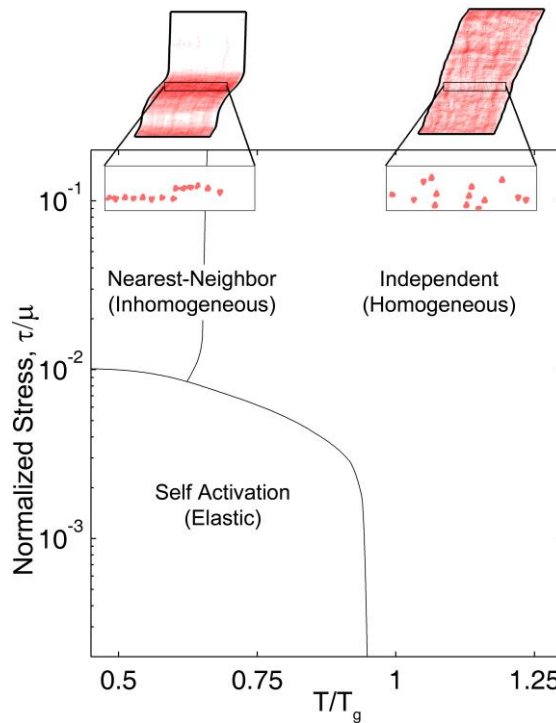 10⁻¹
Nearest-Neighbor
(Inhomogeneous)
Independent
(Homogeneous)
Normalized Stress, τ/μ
10⁻²
Self Activation
(Elastic)
10⁻³
0.5
0.75
1
1.25
T/T_g